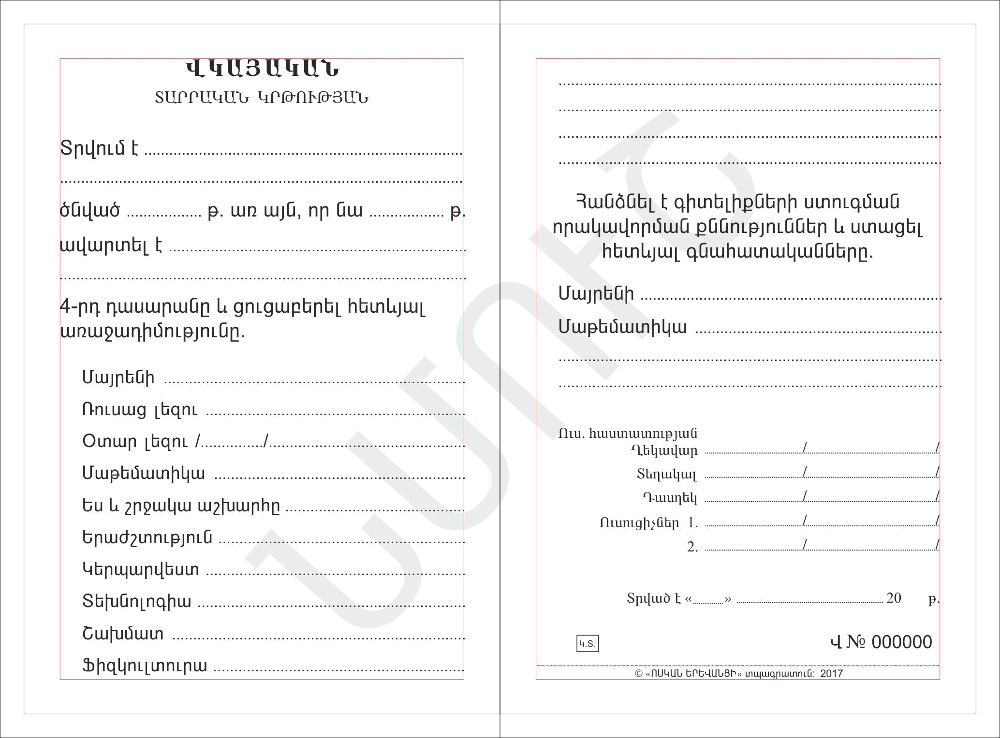 ՎԿԱՅԱԿԱՆ
ՏԱՐՐԱԿԱՆ ԿՐԹՈՒԹՅԱՆ
Տրվում է ........................................
........................................
ծնված .................. թ. առ այն, որ նա .................. թ.
ավարտել է ........................................
........................................
4-րդ դասարանը և ցուցաբերել հետևյալ
առաջադիմությունը.
Մայրենի ........................................
Ռուսաց լեզու ........................................
Օտար լեզու /.............../........................................
Մաթեմատիկա ........................................
Ես և շրջակա աշխարհը ........................................
Երաժշտություն ........................................
Կերպարվեստ ........................................
Տեխնոլոգիա ........................................
Շախմատ ........................................
Ֆիզկուլտուրա ........................................
........................................
........................................
........................................
........................................
Հանձնել է գիտելիքների ստուգման
որակավորման քննություններ և ստացել
հետևյալ գնահատականները.
Մայրենի ........................................
Մաթեմատիկա ........................................
........................................
........................................
Ուս. հաստատության
Ղեկավար ..................../..................../
Տեղակալ ..................../..................../
Դասղեկ ..................../..................../
Ուսուցիչներ 1. ..................../..................../
2. ..................../..................../
Տրված է «..........» .............................. 20 թ.
Կ.Տ.
Վ № 000000
© «ՈՍԿԱՆ ԵՐԵՎԱՆՑԻ» տպագրատուն: 2017
ՆՄՈՒՇ